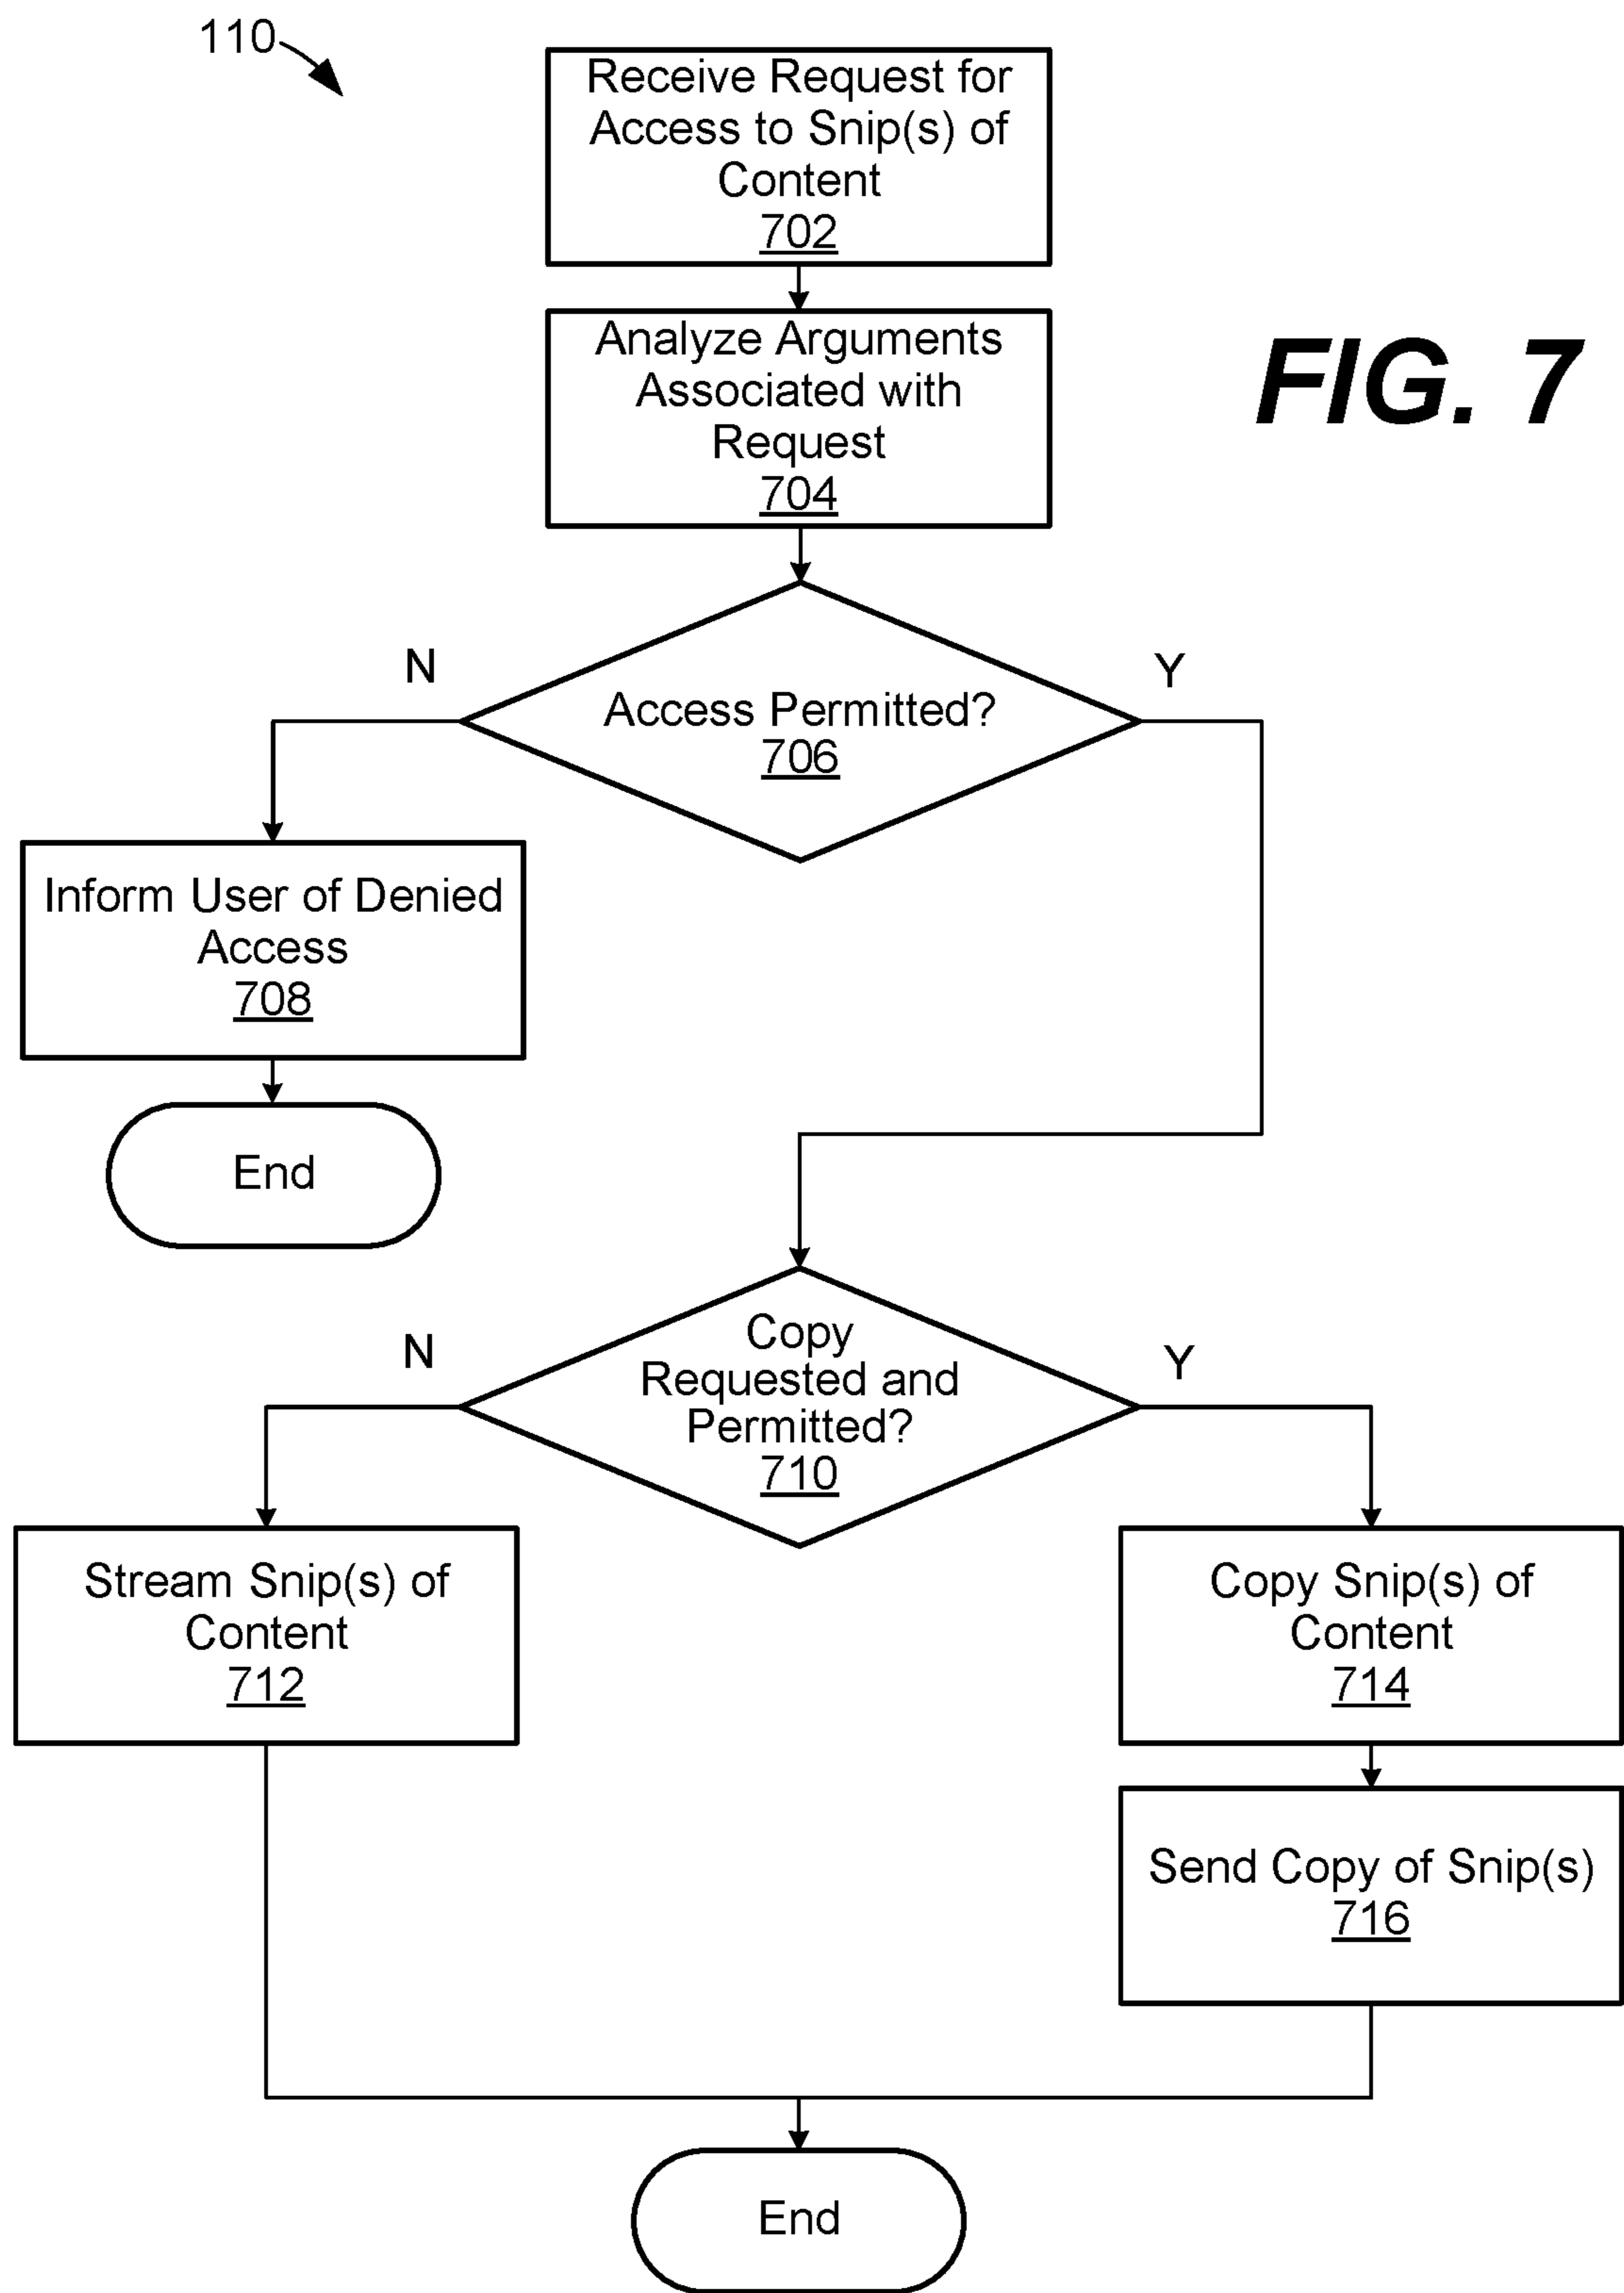 110
Receive Request for
Access to Snip(s) of
Content
702
Analyze Arguments
Associated with
Request
704
FIG. 7
N
Y
Access Permitted?
706
Inform User of Denied
Access
708
End
Copy
Requested and
Permitted?
710
N
Y
Stream Snip(s) of
Content
712
Copy Snip(s) of
Content
714
Send Copy of Snip(s)
716
End